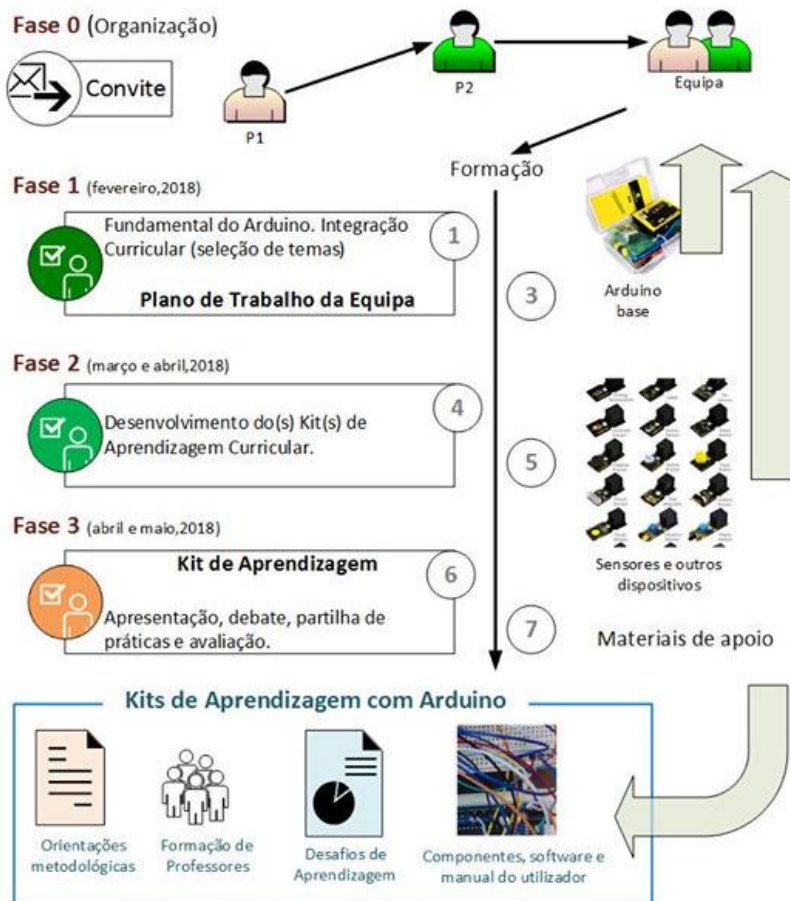 Fase 0 (Organização)
Convite
P1
P2
Equipa
Formação
Fase 1 (fevereiro,2018)
Fundamental do Arduino. Integração
Curricular (seleção de temas)
Plano de Trabalho da Equipa
1
3
Arduino
base
Fase 2 (março e abril,2018)
Desenvolvimento do(s) Kit(s) de
Aprendizagem Curricular.
4
5
Fase 3 (abril e maio,2018)
Kit de Aprendizagem
Apresentação, debate, partilha de
práticas e avaliação.
6
7
Sensores e outros
dispositivos
Materiais de apoio
Kits de Aprendizagem com Arduino
Orientações
metodológicas
Formação de
Professores
Desafios de
Aprendizagem
Componentes, software e
manual do utilizador